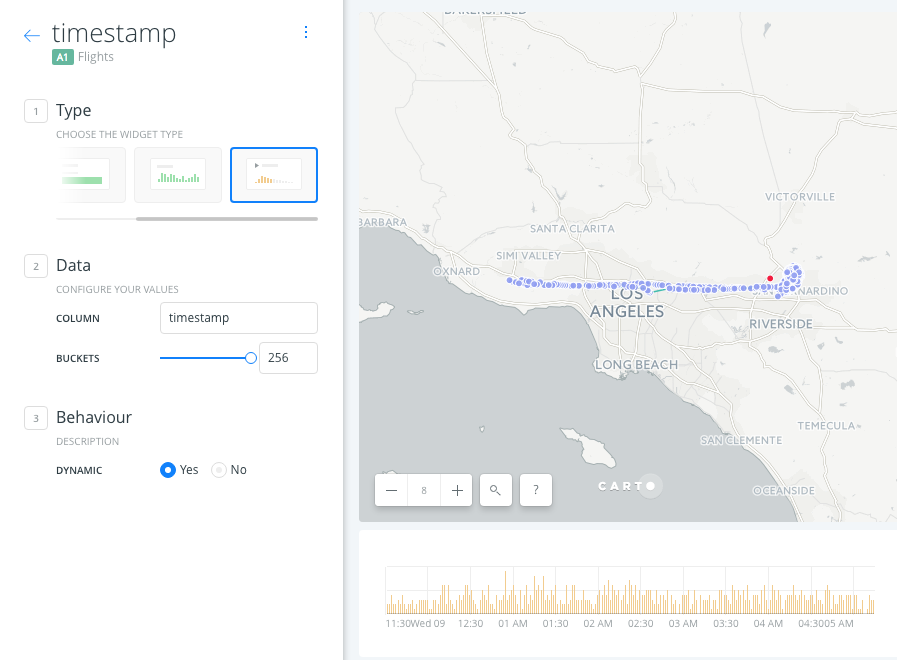 timestamp
A1 Flights
1 Type
CHOOSE THE WIDGET TYPE
2 Data
CONFIGURE YOUR VALUES
COLUMN timestamp
BUCKETS 256
3 Behaviour
DESCRIPTION
DYNAMIC Yes No
BAKERSFIELD
VICTORVILLE
BARBARA
SANTA CLARITA
SIMI VALLEY
OXNARD
NARDINO
LOS
ANGELES
RIVERSIDE
LONG BEACH
TEMECULA
SAN CLEMENTE
OCEANSIDE
8
?
CARTO
11:30Wed 09 12:30 01 AM 01:30 02 AM 02:30 03 AM 03:30 04 AM 04:3005 AM